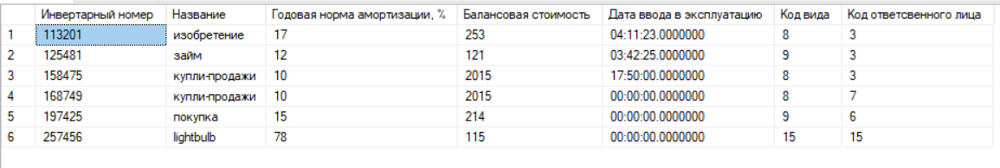 Инвертарный номер Название Годовая норма амортизации, % Балансовая стоимость Дата ввода в эксплуатацию Код вида Код ответсвенного лица
1 113201 изобретение 17 253 04:11:23.0000000 8 3
2 125481 займ 12 121 03:42:25.0000000 9 3
3 158475 купли-продажи 10 2015 17:50:00.0000000 8 3
4 168749 купли-продажи 10 2015 00:00:00.0000000 8 7
5 197425 покупка 15 214 00:00:00.0000000 9 6
6 257456 lightbulb 78 115 00:00:00.0000000 15 15